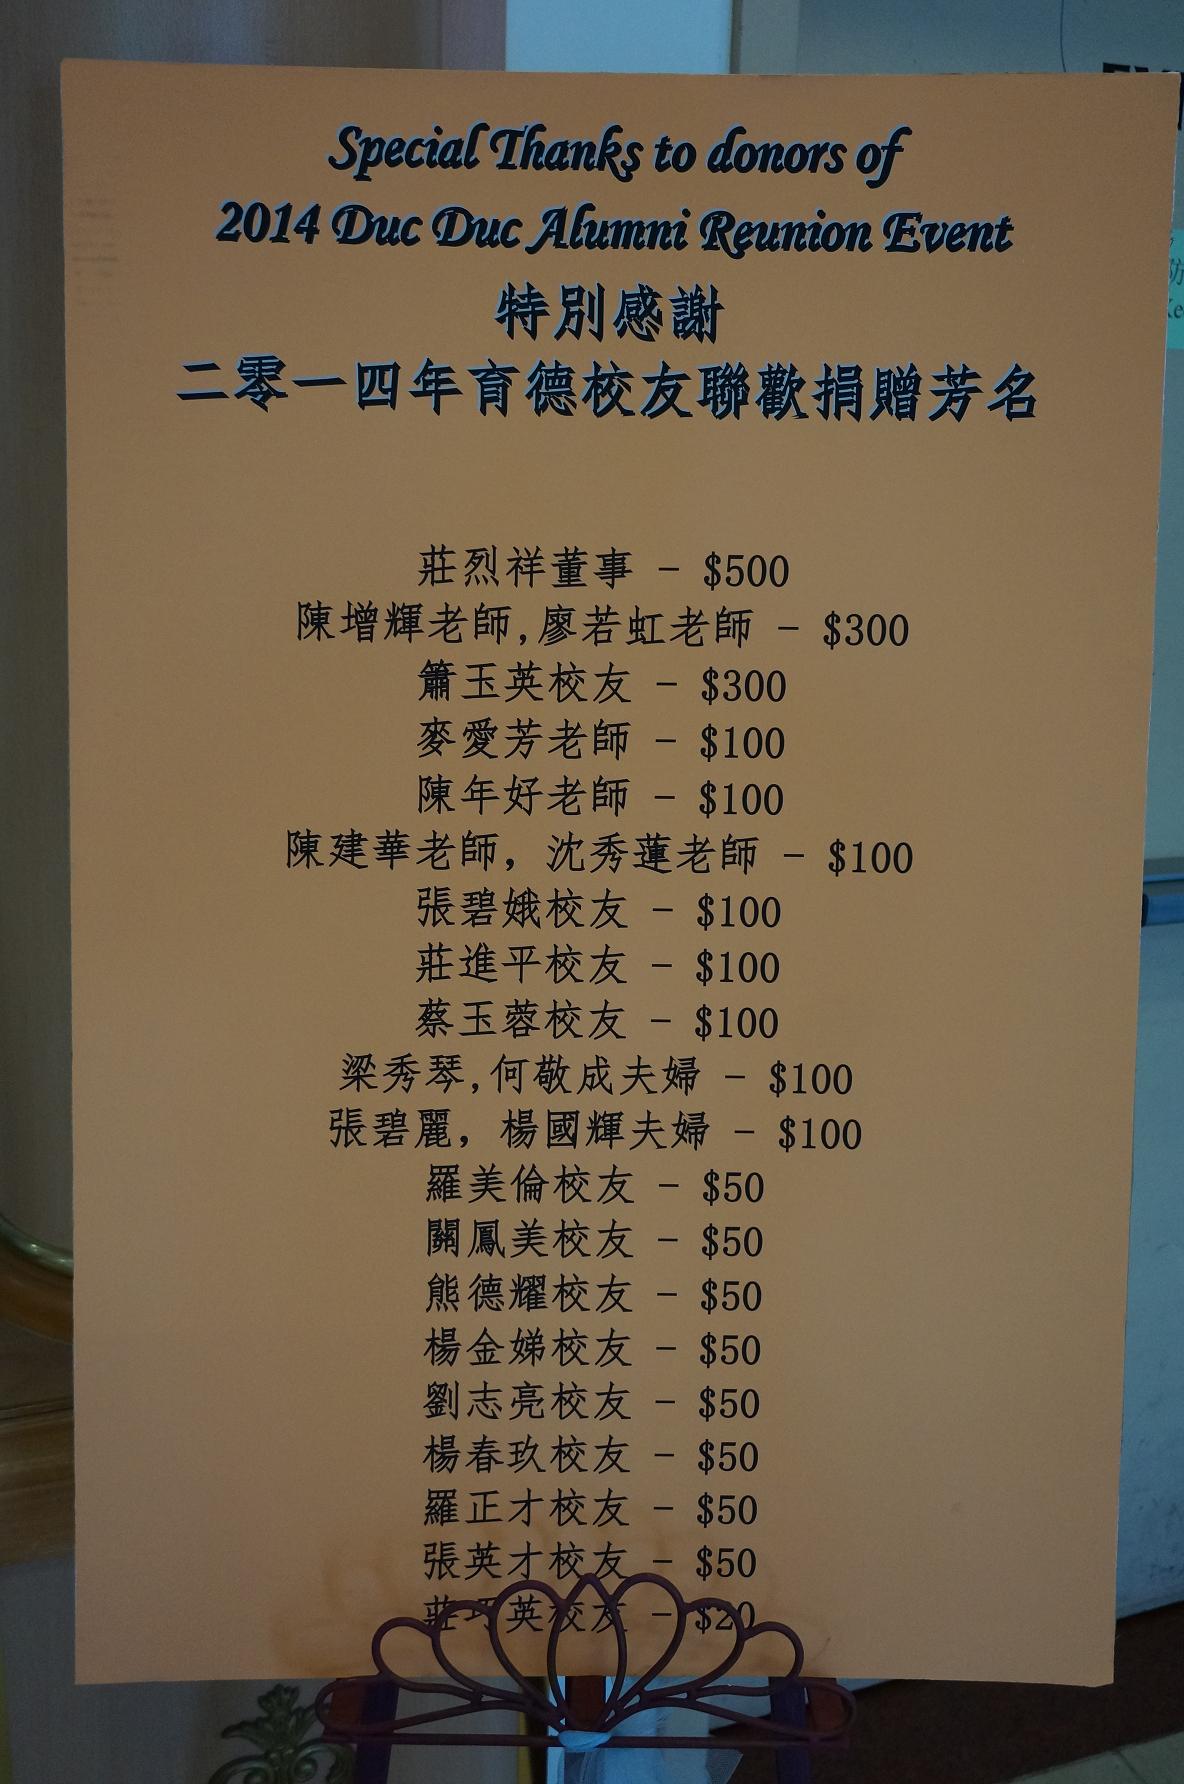 Special Thanks to donors of
2014 Duc Duc Alumni Reunion Event
特別感謝
二零一四年育德校友聯歡捐贈芳名
莊烈祥董事 - $500
陳增輝老師,廖若虹老師 - $300
簫玉英校友 - $300
麥愛芳老師 - $100
陳年好老師 - $100
陳建華老師, 沈秀蓮老師 - $100
張碧娥校友 - $100
莊進平校友 - $100
蔡玉蓉校友 - $100
梁秀琴,何敬成夫婦 - $100
張碧麗, 楊國輝夫婦 - $100
羅美倫校友 - $50
關鳳美校友 - $50
熊德耀校友 - $50
楊金娣校友 - $50
劉志亮校友 - $50
楊春玖校友 - $50
羅正才校友 - $50
張英才校友 - $50
莊巧英校友 - $20